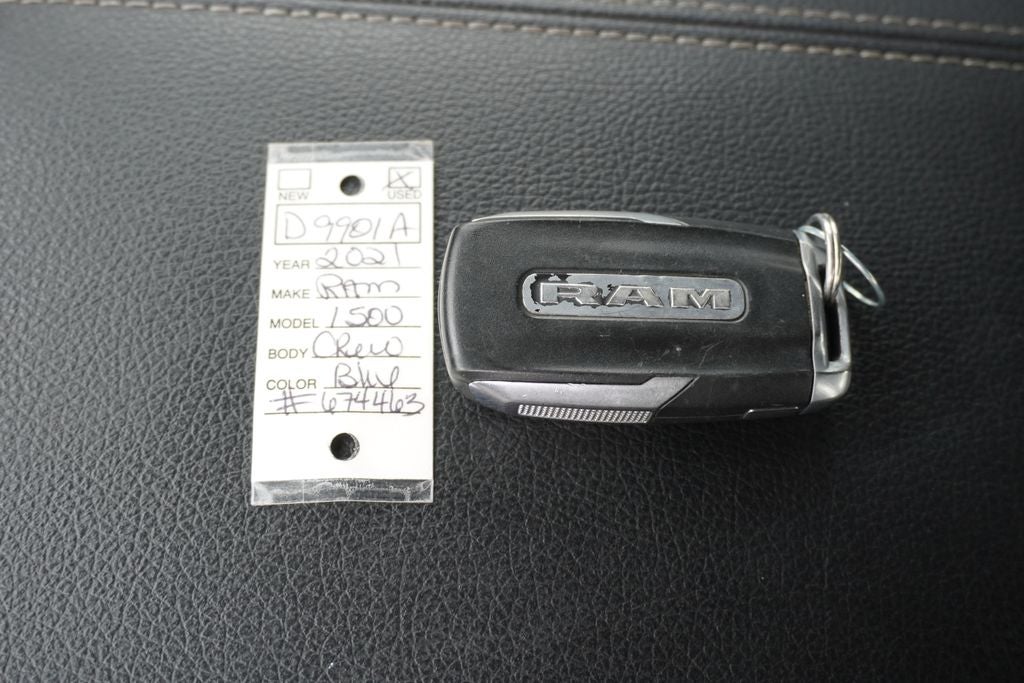 NEW X USED
D9901A
YEAR 2021
MAKE Ram
MODEL 1500
BODY Crew
COLOR Blue
# 674463
RAM